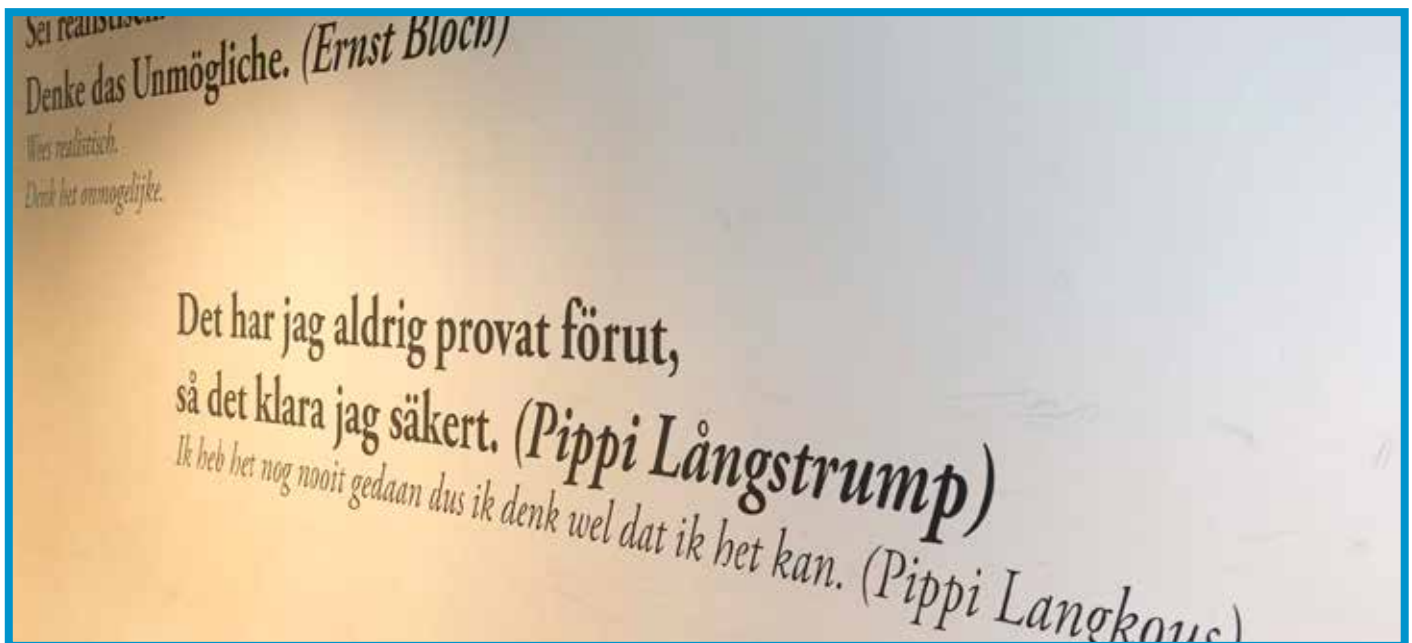 Sei realistisch.
Denke das Unmögliche. (Ernst Bloch)
Wees realistisch.
Denk het onmogelijke.
Det har jag aldrig provat förut,
så det klara jag säkert. (Pippi Långstrump)
Ik heb het nog nooit gedaan dus ik denk wel dat ik het kan. (Pippi Langkous)